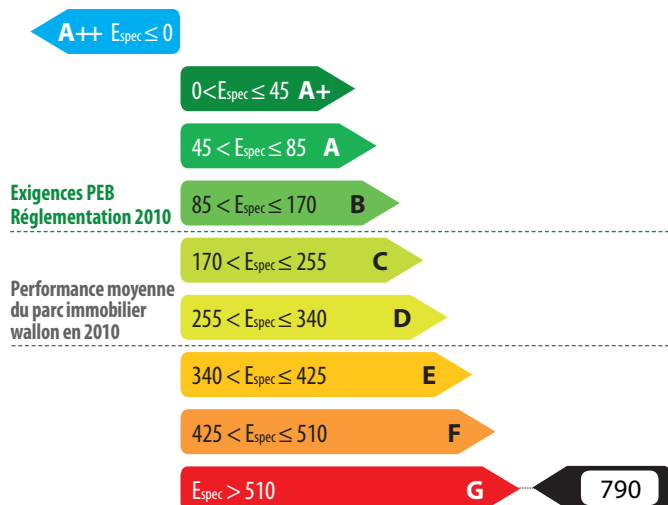 A++ Espec ≤ 0
0<Espec ≤ 45 A+
45 < Espec ≤ 85 A
Exigences PEB
Réglementation 2010
85 < Espec ≤ 170 B
170 < Espec ≤ 255 C
Performance moyenne
du parc immobilier
wallon en 2010
255 < Espec ≤ 340 D
340 < Espec ≤ 425 E
425 < Espec ≤ 510 F
Espec > 510 G 790